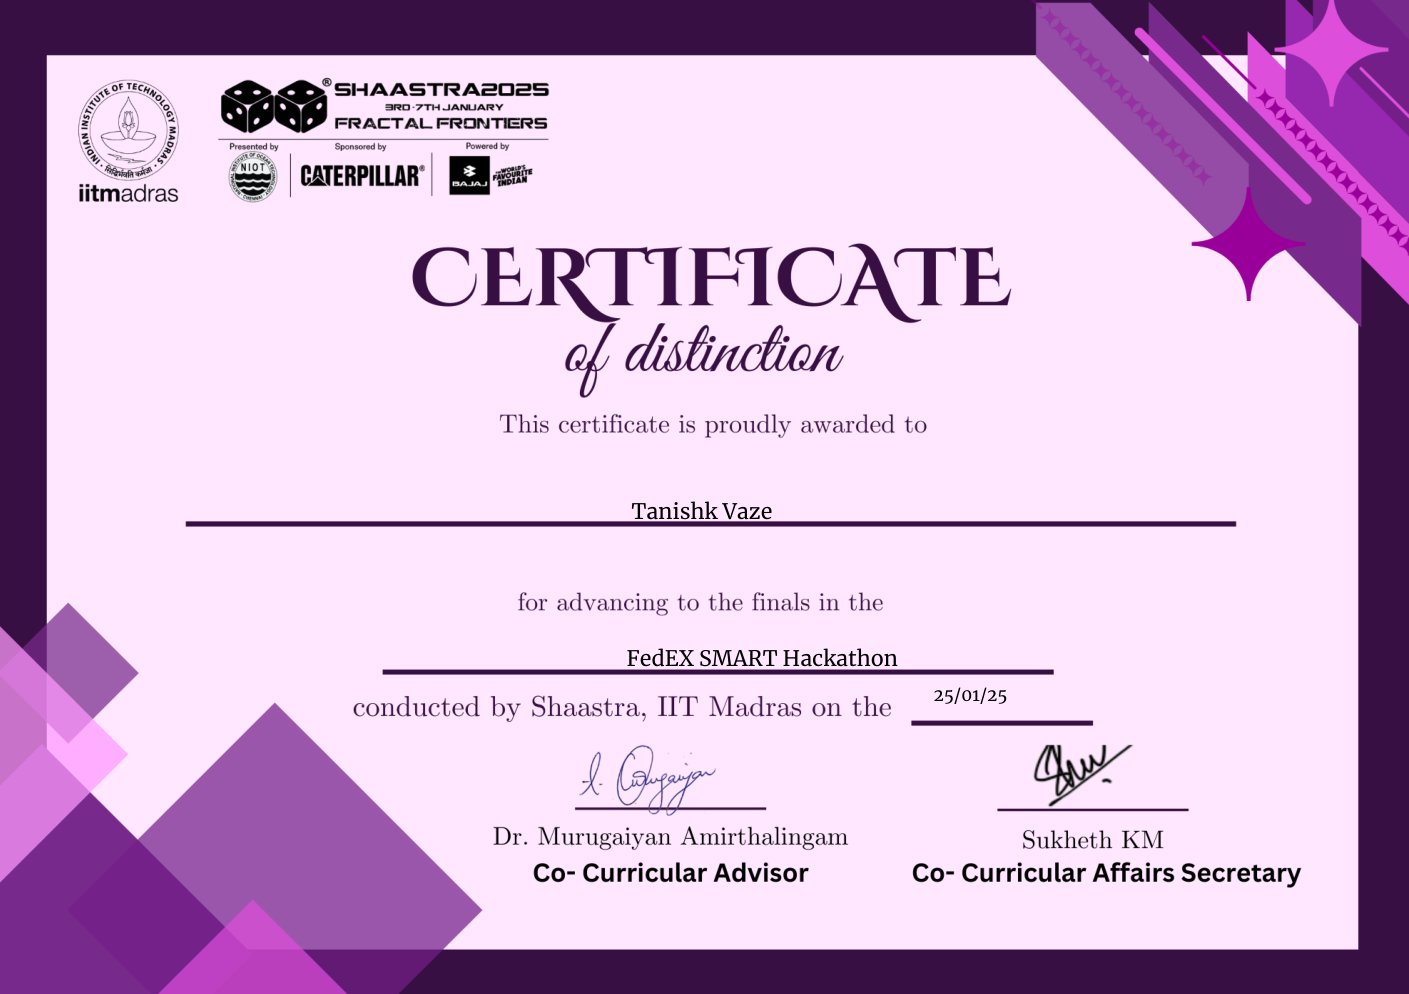 INDIAN INSTITUTE OF TECHNOLOGY MADRAS
सिद्धिर्भवति कर्मजा
iitmadras
®
SHAASTRA2025
3RD-7TH JANUARY
FRACTAL FRONTIERS
Presented by
Sponsored by
Powered by
NIOT
CATERPILLAR®
BAJAJ
THE WORLD'S
FAVOURITE
INDIAN
CERTIFICATE
of distinction
This certificate is proudly awarded to
Tanishk Vaze
for advancing to the finals in the
FedEX SMART Hackathon
conducted by Shaastra, IIT Madras on the 25/01/25
Dr. Murugaiyan Amirthalingam
Co- Curricular Advisor
Sukheth KM
Co- Curricular Affairs Secretary